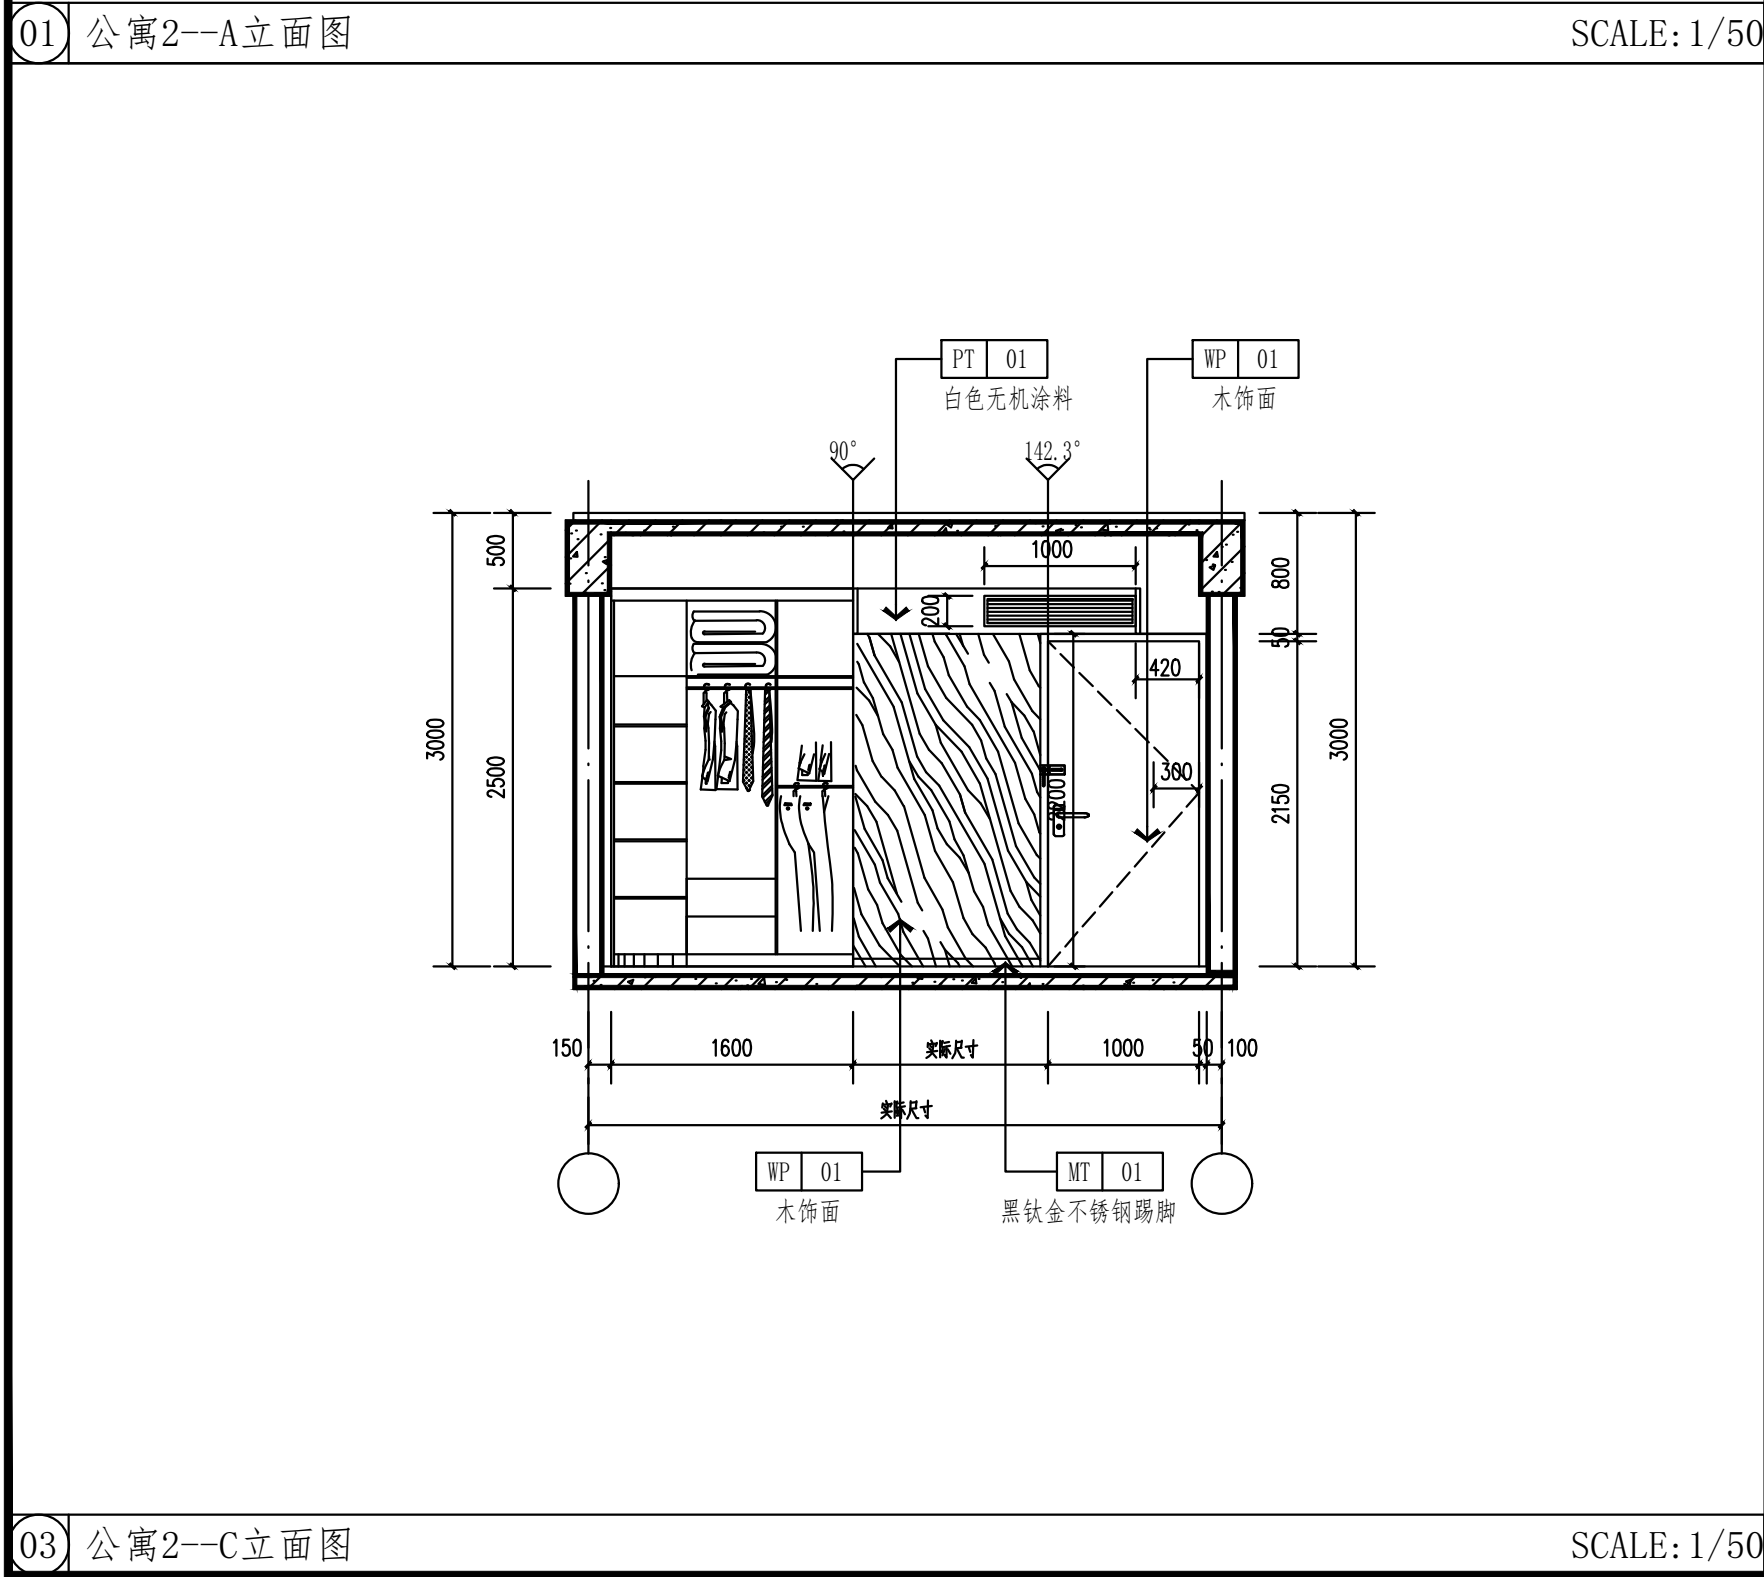 01 公寓2--A立面图 SCALE:1/50
PT 01 WP 01
白色无机涂料 木饰面
90° 142.3°
500 1000 800
200 50
420
3000 2500 300 2150 3000
150 1600 实际尺寸 1000 50 100
实际尺寸
WP 01 MT 01
木饰面 黑钛金不锈钢踢脚
03 公寓2--C立面图 SCALE:1/50